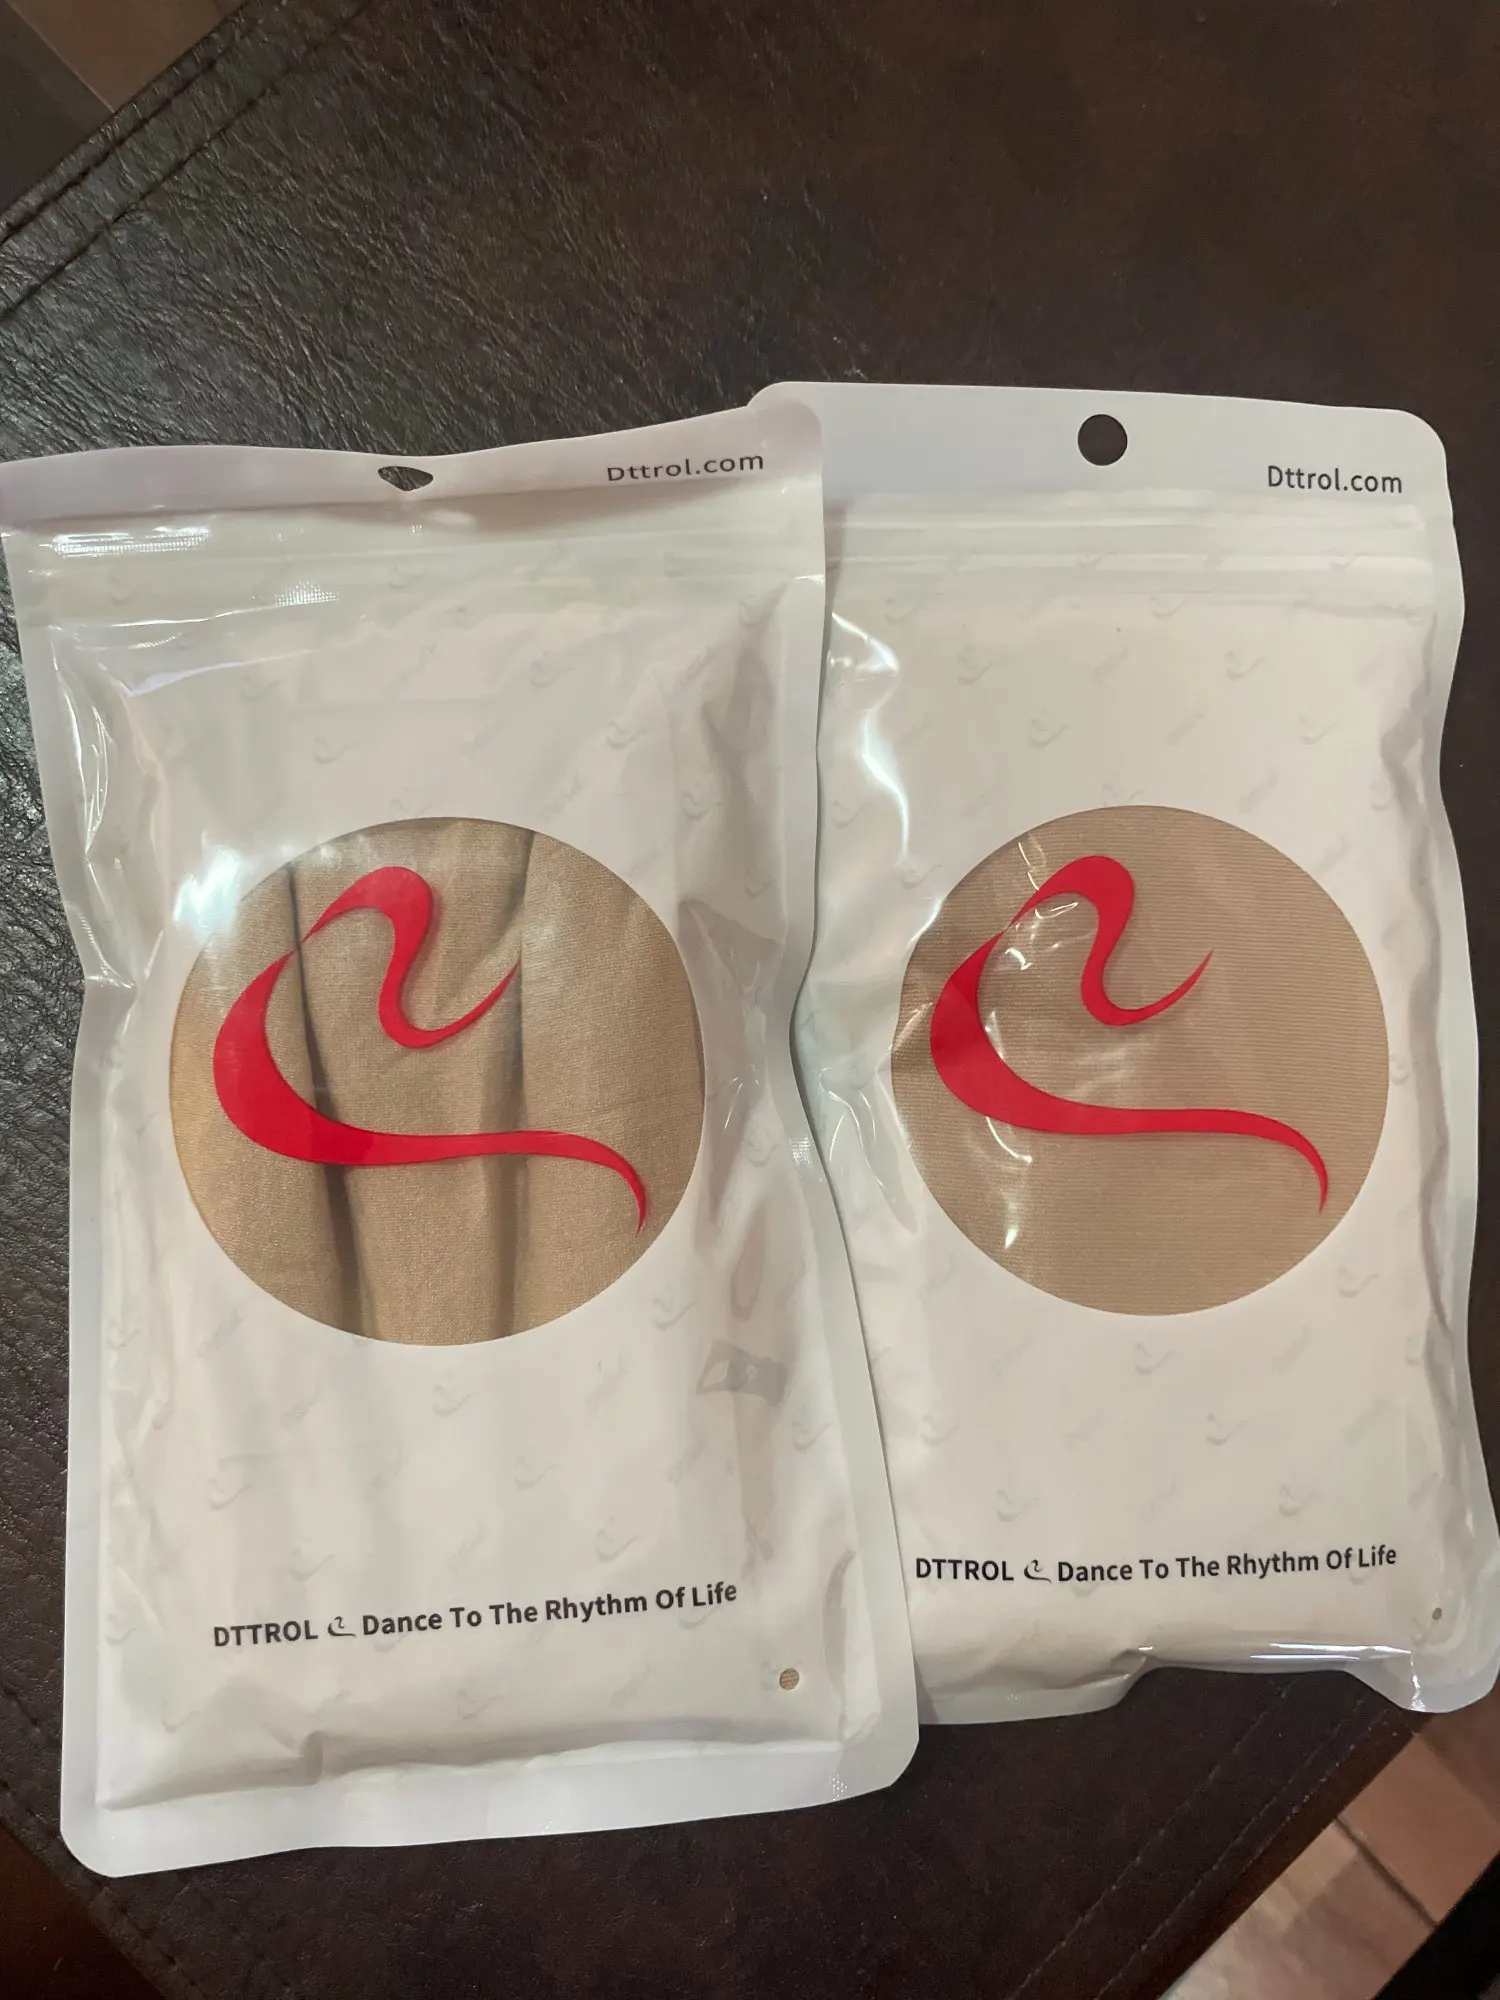 Dttrol.com
DTTROL Dance To The Rhythm Of Life
Dttrol.com
DTTROL Dance To The Rhythm Of Life